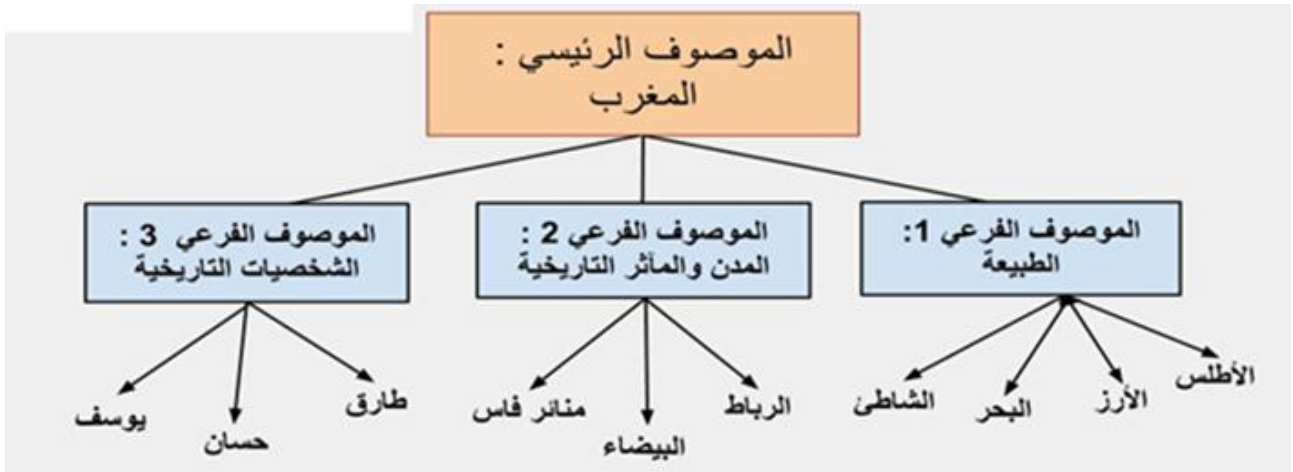 الموصوف الرئيسي :
المغرب
الموصوف الفرعي 1:
الطبيعة
الموصوف الفرعي 2 :
المدن والمآثر التاريخية
الموصوف الفرعي 3 :
الشخصيات التاريخية
الأطلس
الأرز
البحر
الشاطئ
الرباط
البيضاء
منائر فاس
طارق
حسان
يوسف